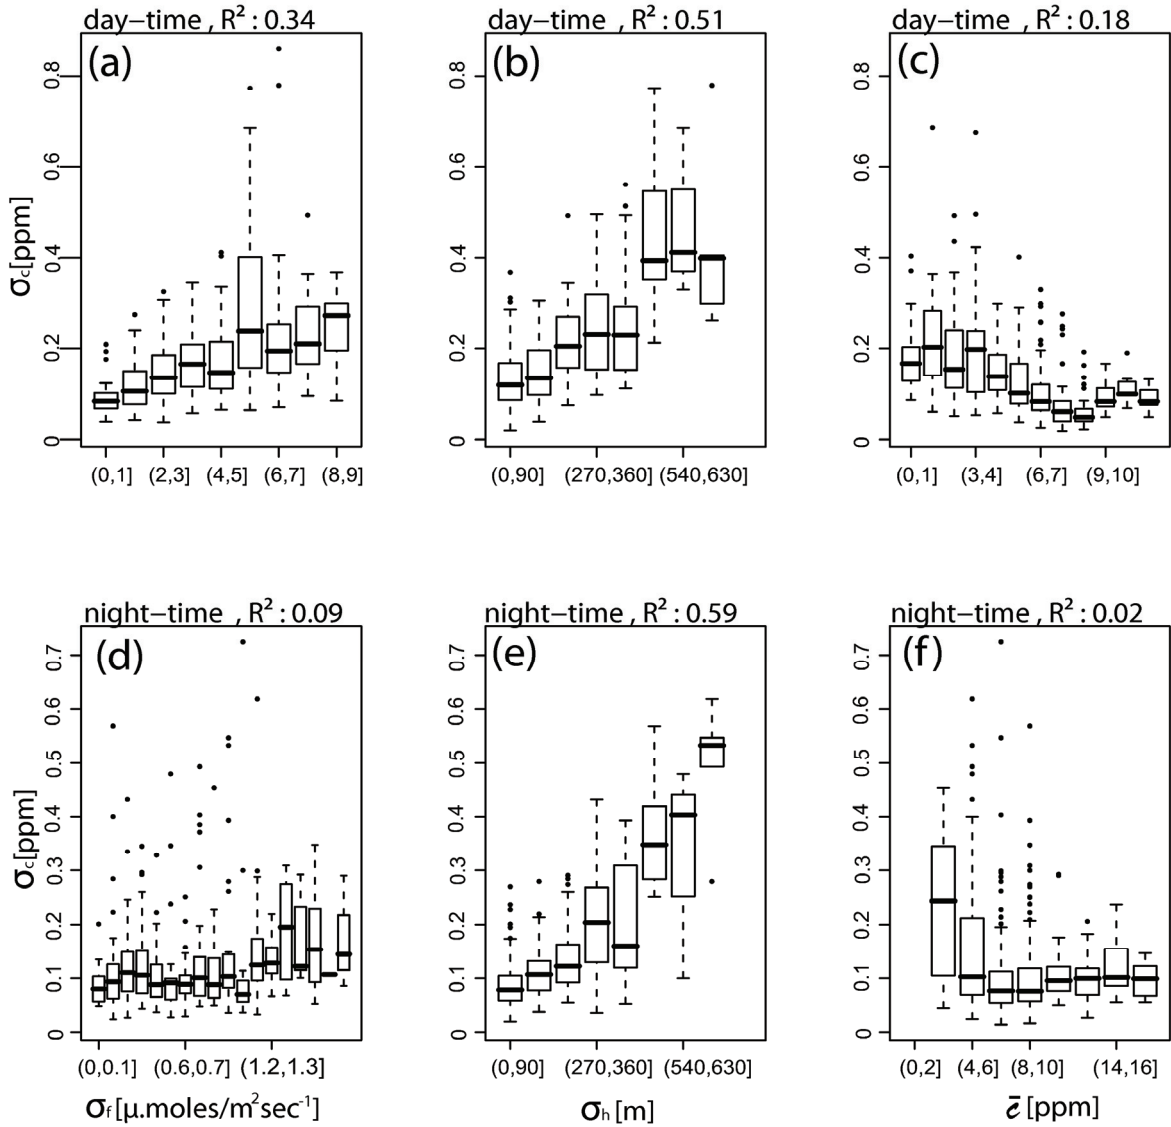 day−time , R² : 0.34
day−time , R² : 0.51
day−time , R² : 0.18
(a)
(b)
(c)
0.8
0.6
0.4
0.2
0
0.8
0.6
0.4
0.2
0
0.8
0.6
0.4
0.2
0
σc[ppm]
(0,1] (2,3] (4,5] (6,7] (8,9]
(0,90] (270,360] (540,630]
(0,1] (3,4] (6,7] (9,10]
night−time , R² : 0.09
night−time , R² : 0.59
night−time , R² : 0.02
(d)
(e)
(f)
0.7
0.6
0.5
0.4
0.3
0.2
0.1
0
0.7
0.6
0.5
0.4
0.3
0.2
0.1
0
0.7
0.6
0.5
0.4
0.3
0.2
0.1
0
σc[ppm]
(0,0.1] (0.6,0.7] (1.2,1.3]
(0,90] (270,360] (540,630]
(0,2] (4,6] (8,10] (14,16]
σf [µ.moles/m²sec⁻¹]
σh [m]
c̄ [ppm]